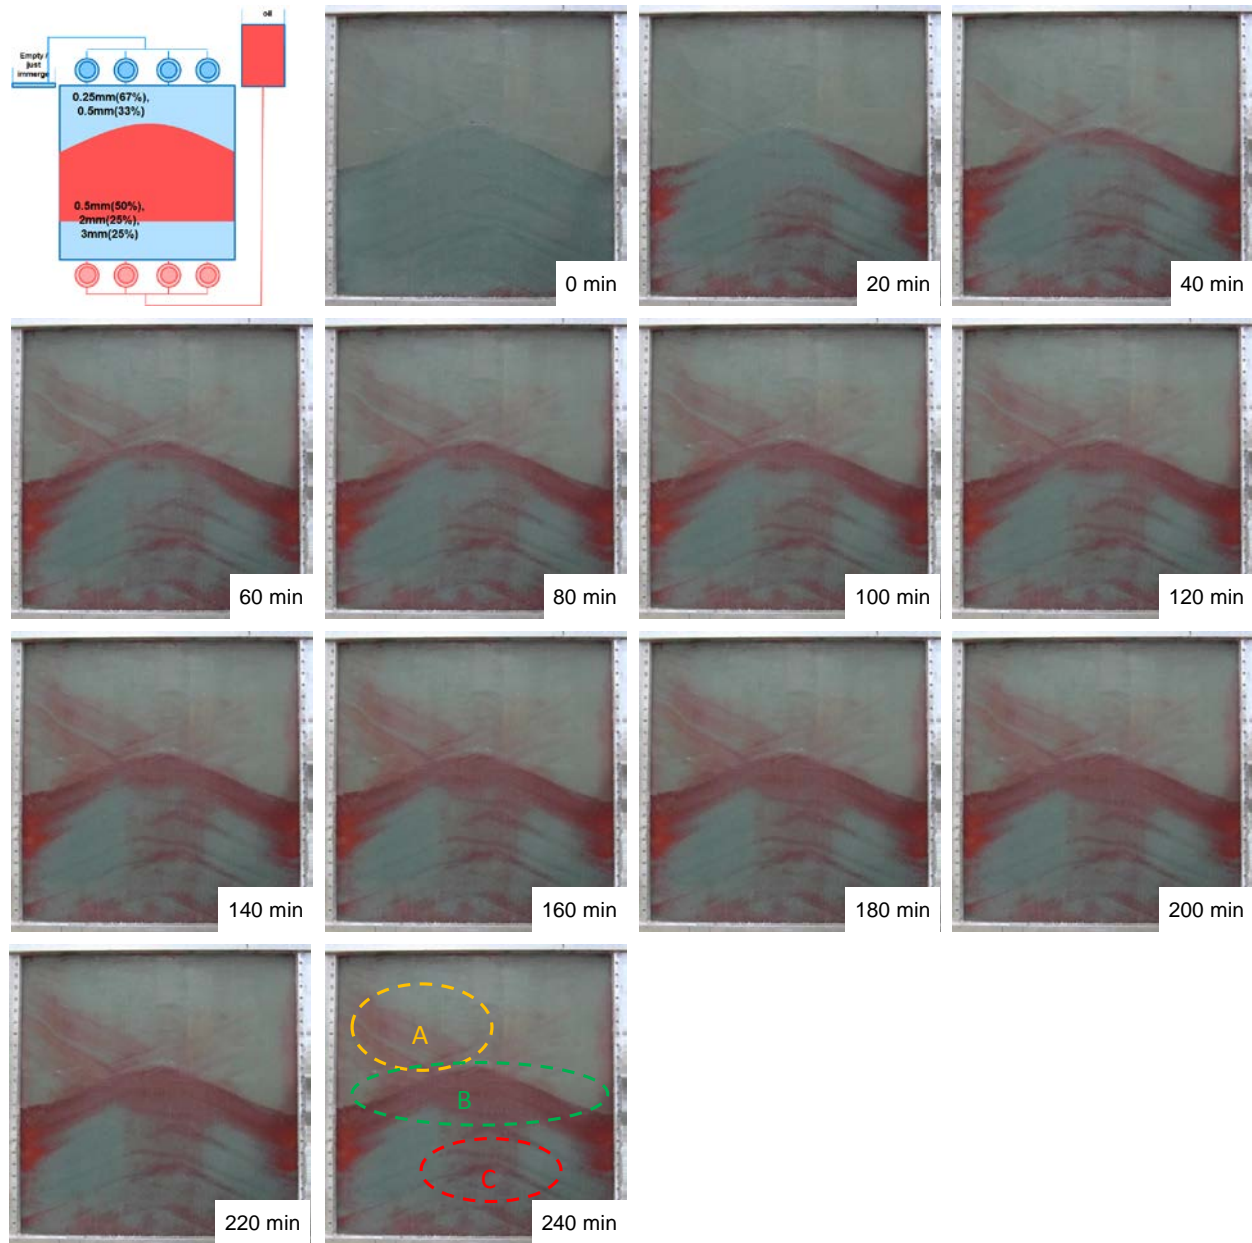 oil
Empty /
just
immerge
0.25mm(67%),
0.5mm(33%)
0.5mm(50%),
2mm(25%),
3mm(25%)
0 min
20 min
40 min
60 min
80 min
100 min
120 min
140 min
160 min
180 min
200 min
220 min
240 min
A
B
C